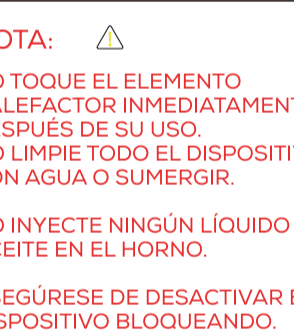 OTA:
O TOQUE EL ELEMENTO
ALEFACTOR INMEDIATAMENT
SPUÉS DE SU USO.
O LIMPIE TODO EL DISPOSITI
ON AGUA O SUMERGIR.
O INYECTE NINGÚN LÍQUIDO
CEITE EN EL HORNO.
SEGÚRESE DE DESACTIVAR E
SPOSITIVO BLOQUEANDO.